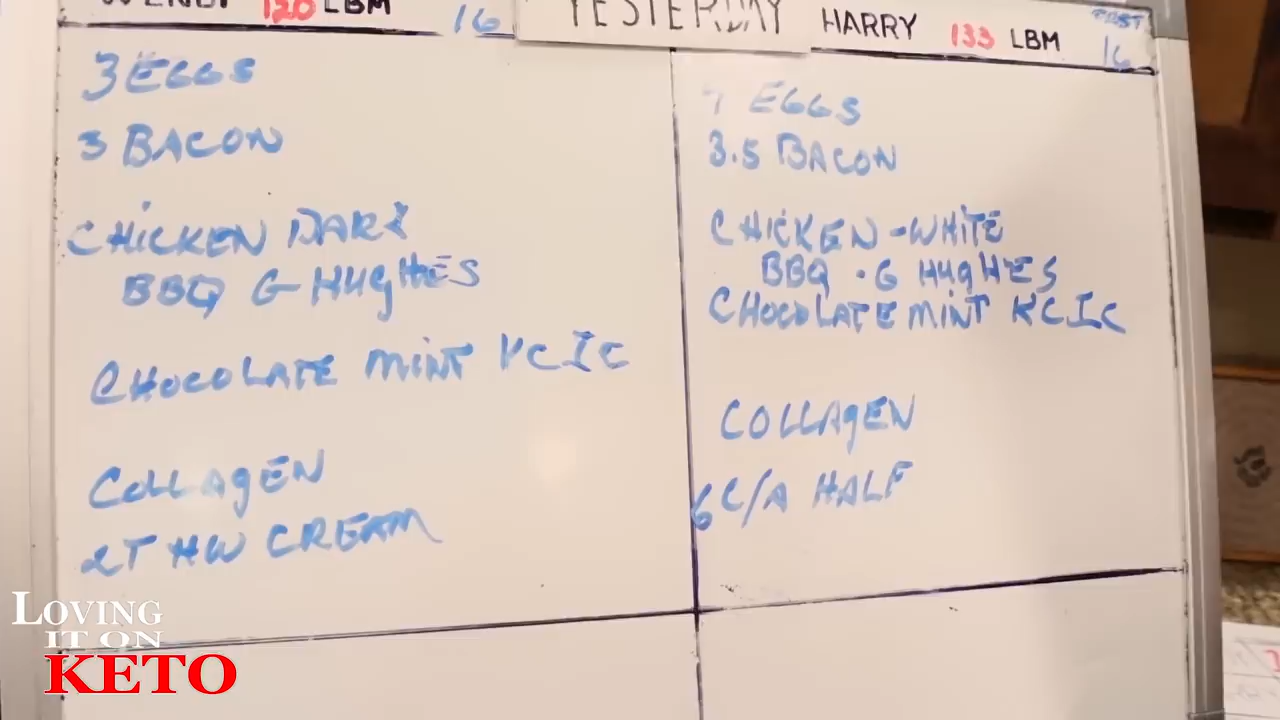 120 LBM 16
YESTERDAY
HARRY 133 LBM FAST 16
3 EGGS
3 BACON
CHICKEN DARK
BBQ G HUGHES
CHOCOLATE MINT KCIC
COLLAGEN
2T HW CREAM
EGGS
3.5 BACON
CHICKEN - WHITE
BBQ - G HUGHES
CHOCOLATE MINT KCIC
COLLAGEN
6 C/A HALF
LOVING
IT ON
KETO